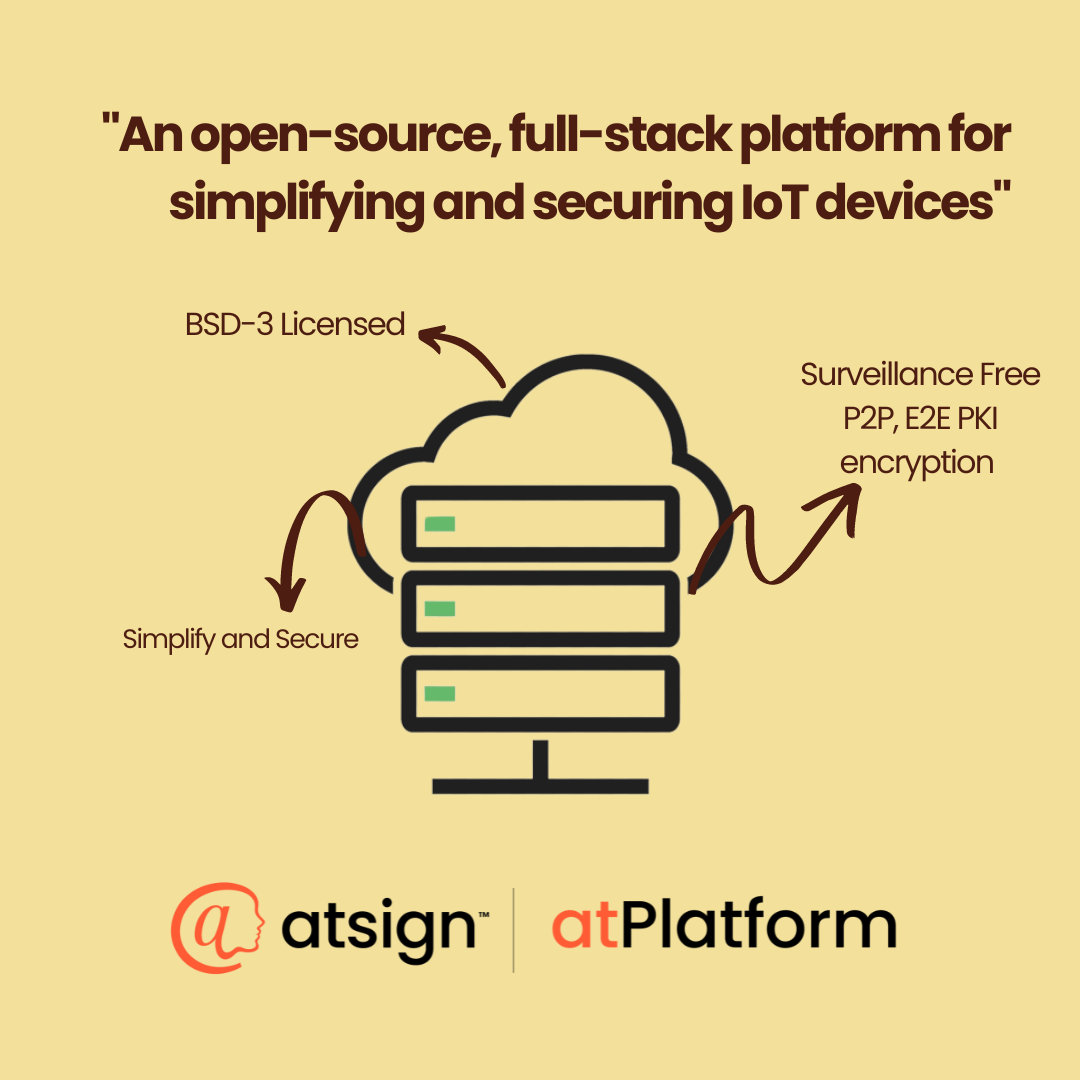 "An open-source, full-stack platform for
simplifying and securing IoT devices"
BSD-3 Licensed
Surveillance Free
P2P, E2E PKI
encryption
Simplify and Secure
@ atsign™ | atPlatform